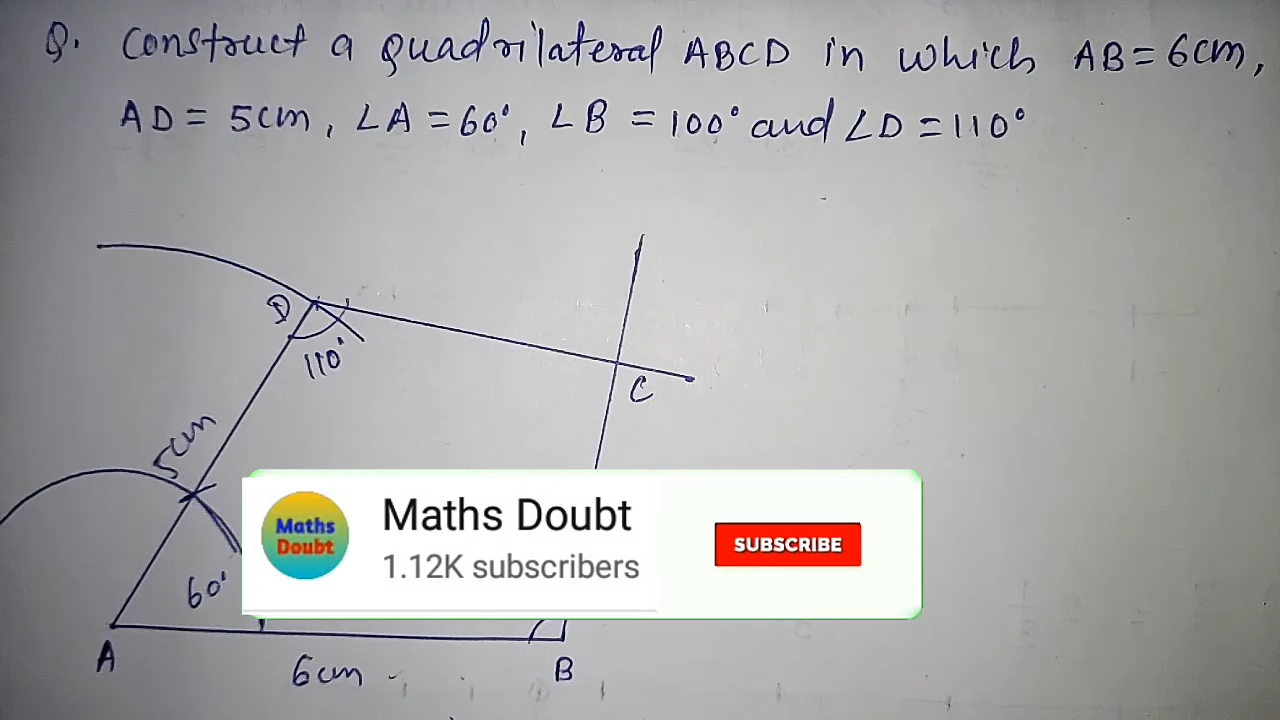 Q. Construct a quadrilateral ABCD in which AB = 6cm,
AD = 5cm, ∠A = 60°, ∠B = 100° and ∠D = 110°
D
110°
C
5cm
Maths Doubt
Maths Doubt
1.12K subscribers
SUBSCRIBE
60°
A
6cm
B